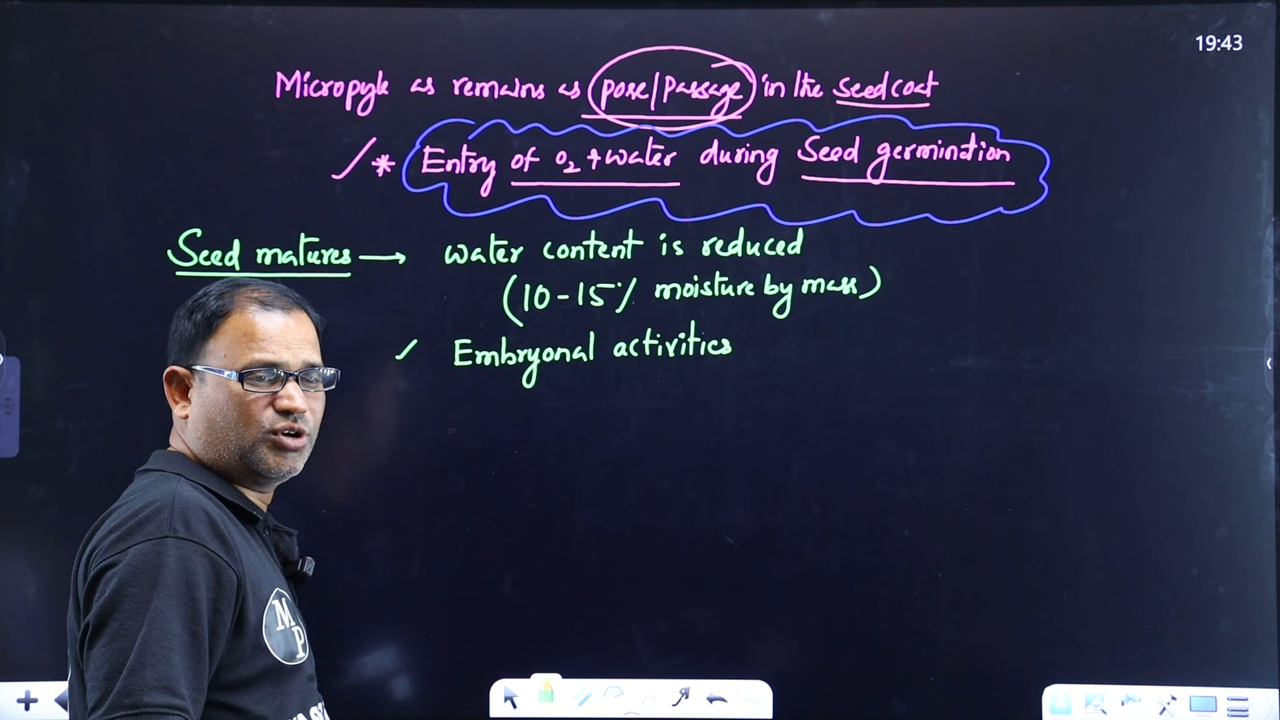 19:43
Micropyle as remains as pore/passage in the seedcoat
* Entry of O2 + water during Seed germination
Seed matures → water content is reduced
(10-15% moisture by mass)
✓ Embryonal activities
MP